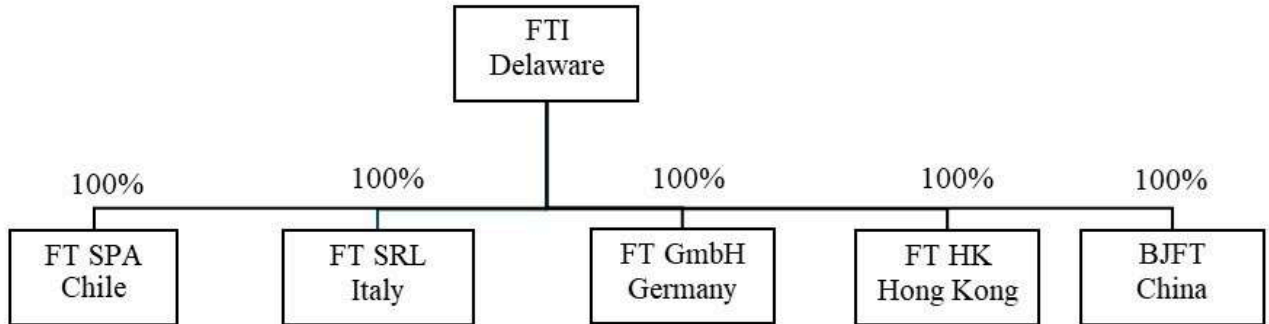 FTI
Delaware
100%
100%
100%
100%
100%
FT SPA
Chile
FT SRL
Italy
FT GmbH
Germany
FT HK
Hong Kong
BJFT
China